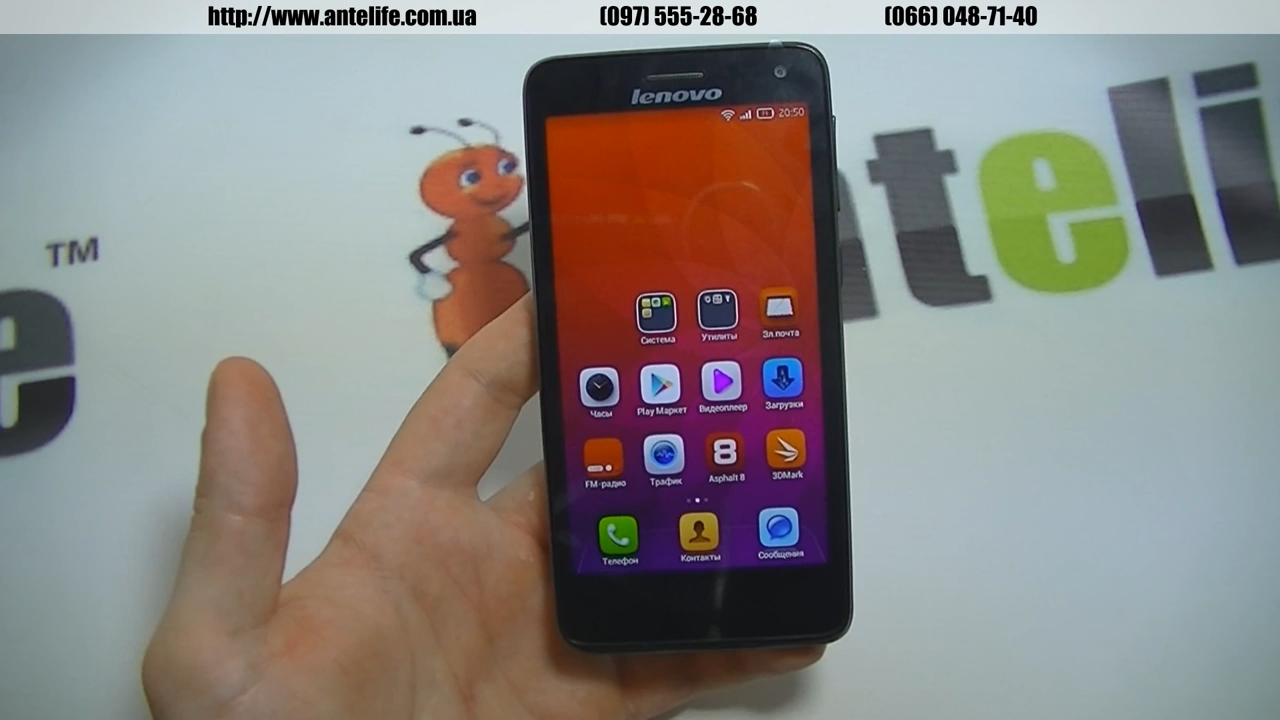 http://www.antelife.com.ua (097) 555-28-68 (066) 048-71-40
lenovo
20:50
TM
e
nteli
Система Утилиты Эл.почта
Часы Play Маркет Видеоплеер Загрузки
FM-радио Трафик Asphalt 8 3DMark
Телефон Контакты Сообщения